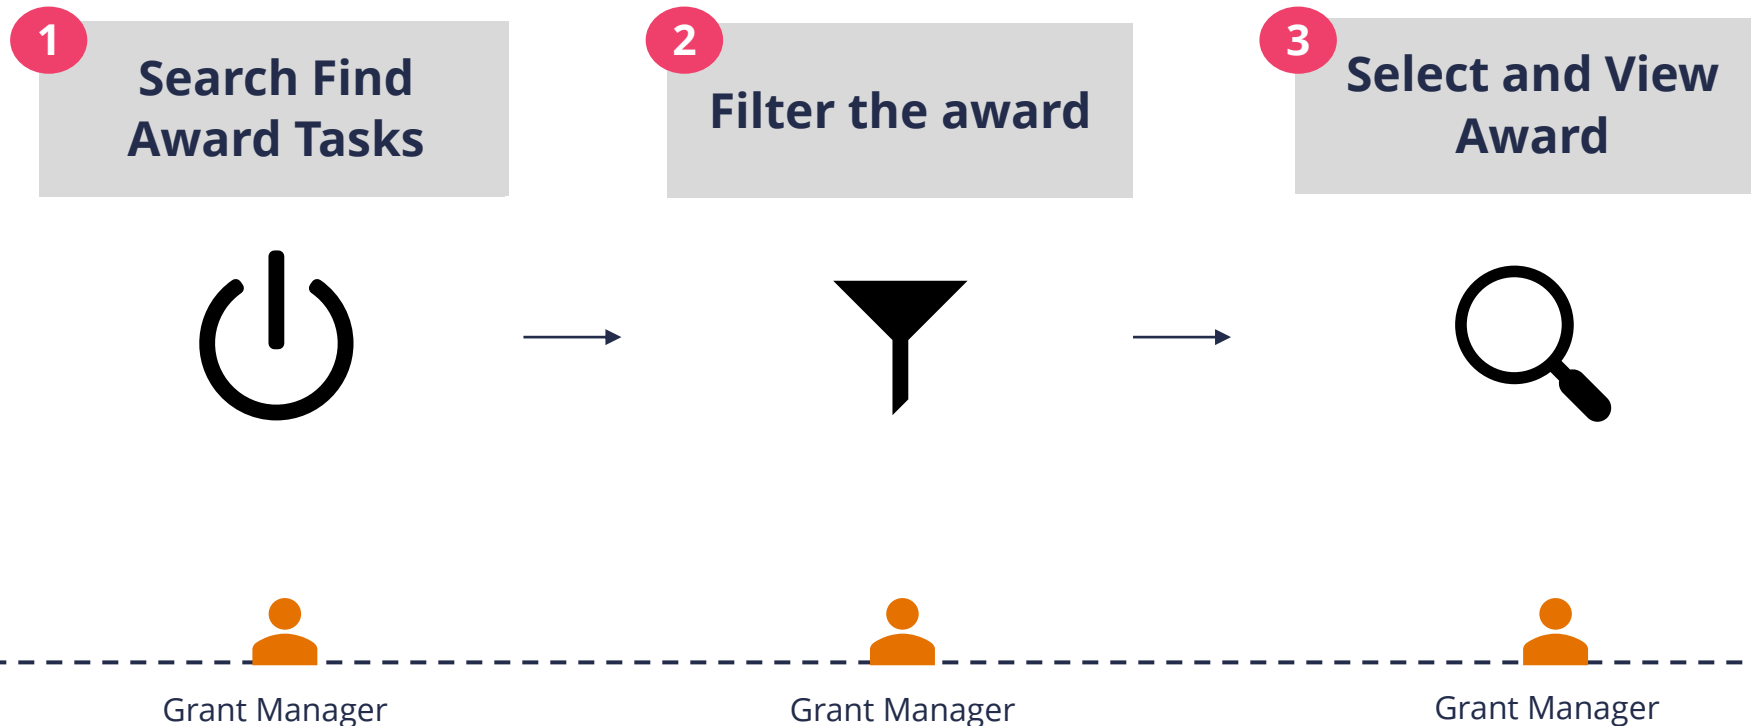 1
Search Find
Award Tasks
2
Filter the award
3
Select and View
Award
Grant Manager
Grant Manager
Grant Manager